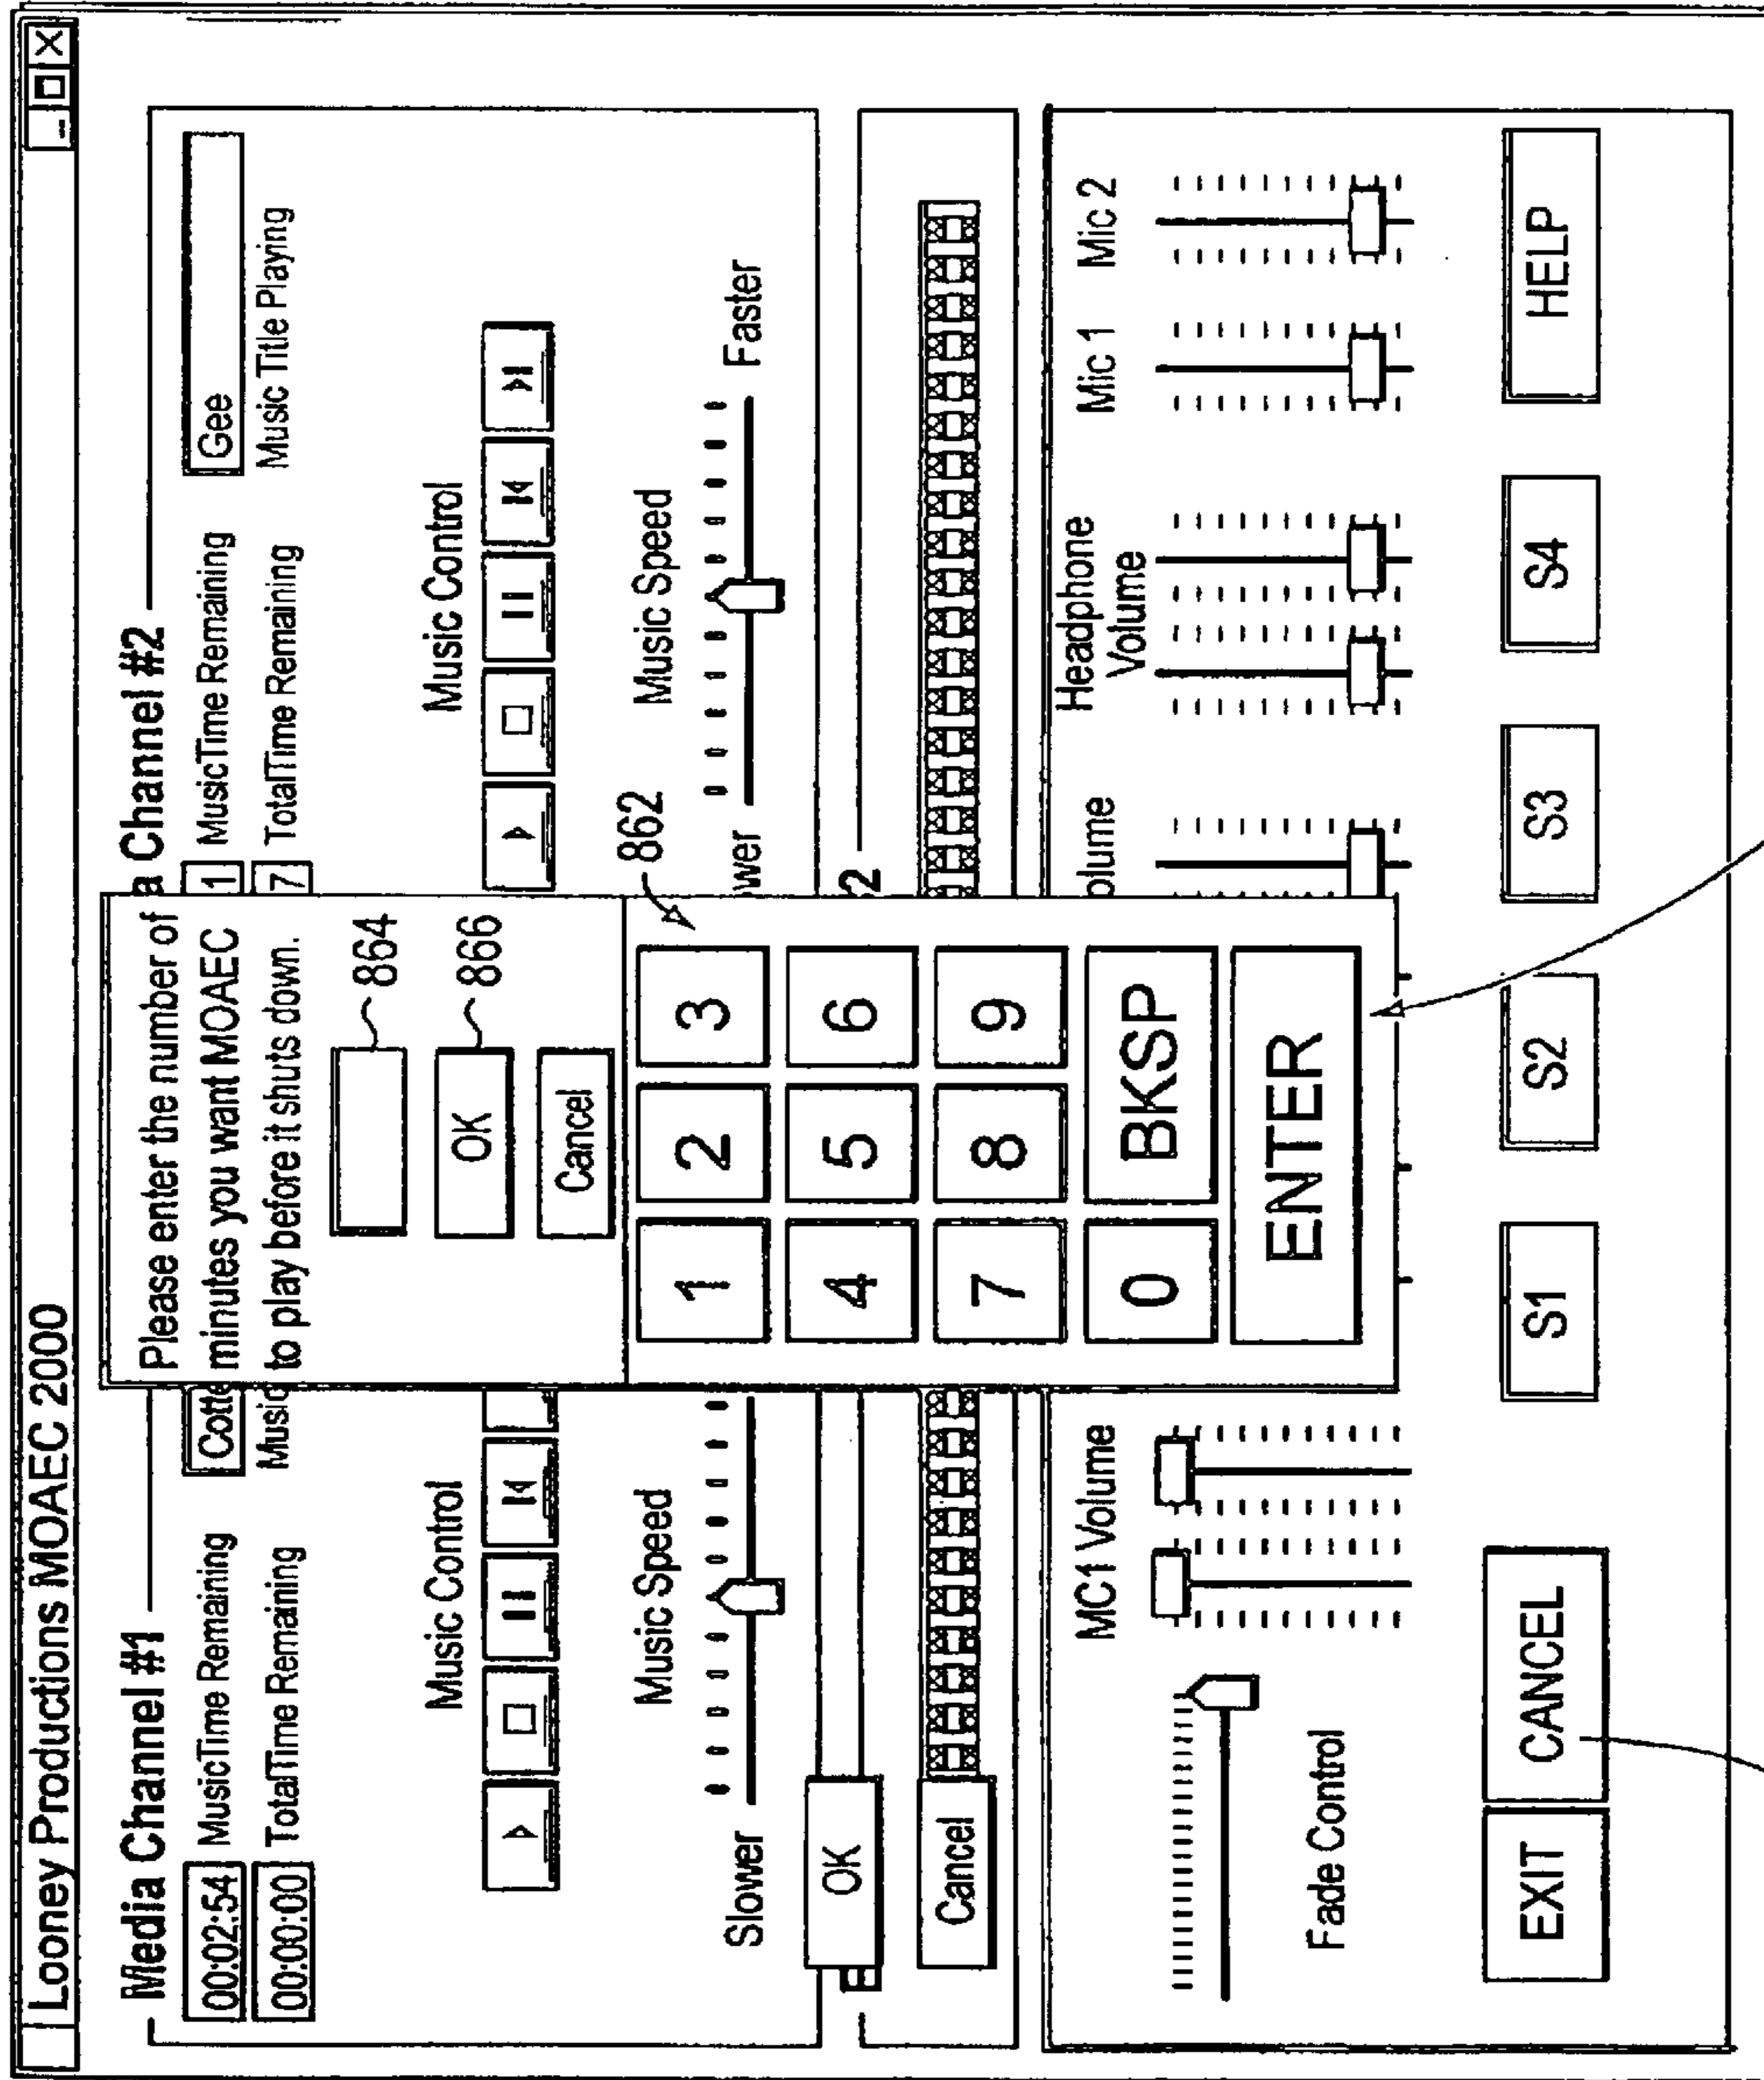 Looney Productions MOAEC 2000
Media Channel #1
00:02:54 MusicTime Remaining
00:00:00 TotalTime Remaining
Cotte
Music
Music Control
Music Speed
Slower
OK
Cancel
Please enter the number of
minutes you want MOAEC
to play before it shuts down.
864
OK
866
Cancel
862
1 2 3
4 5 6
7 8 9
0 BKSP
ENTER
a Channel #2
1 MusicTime Remaining
7 TotalTime Remaining
Gee
Music Title Playing
Music Control
Music Speed
wer
Faster
2
Fade Control
MC1 Volume
olume
Headphone
Volume
Mic 1
Mic 2
EXIT
CANCEL
S1
S2
S3
S4
HELP